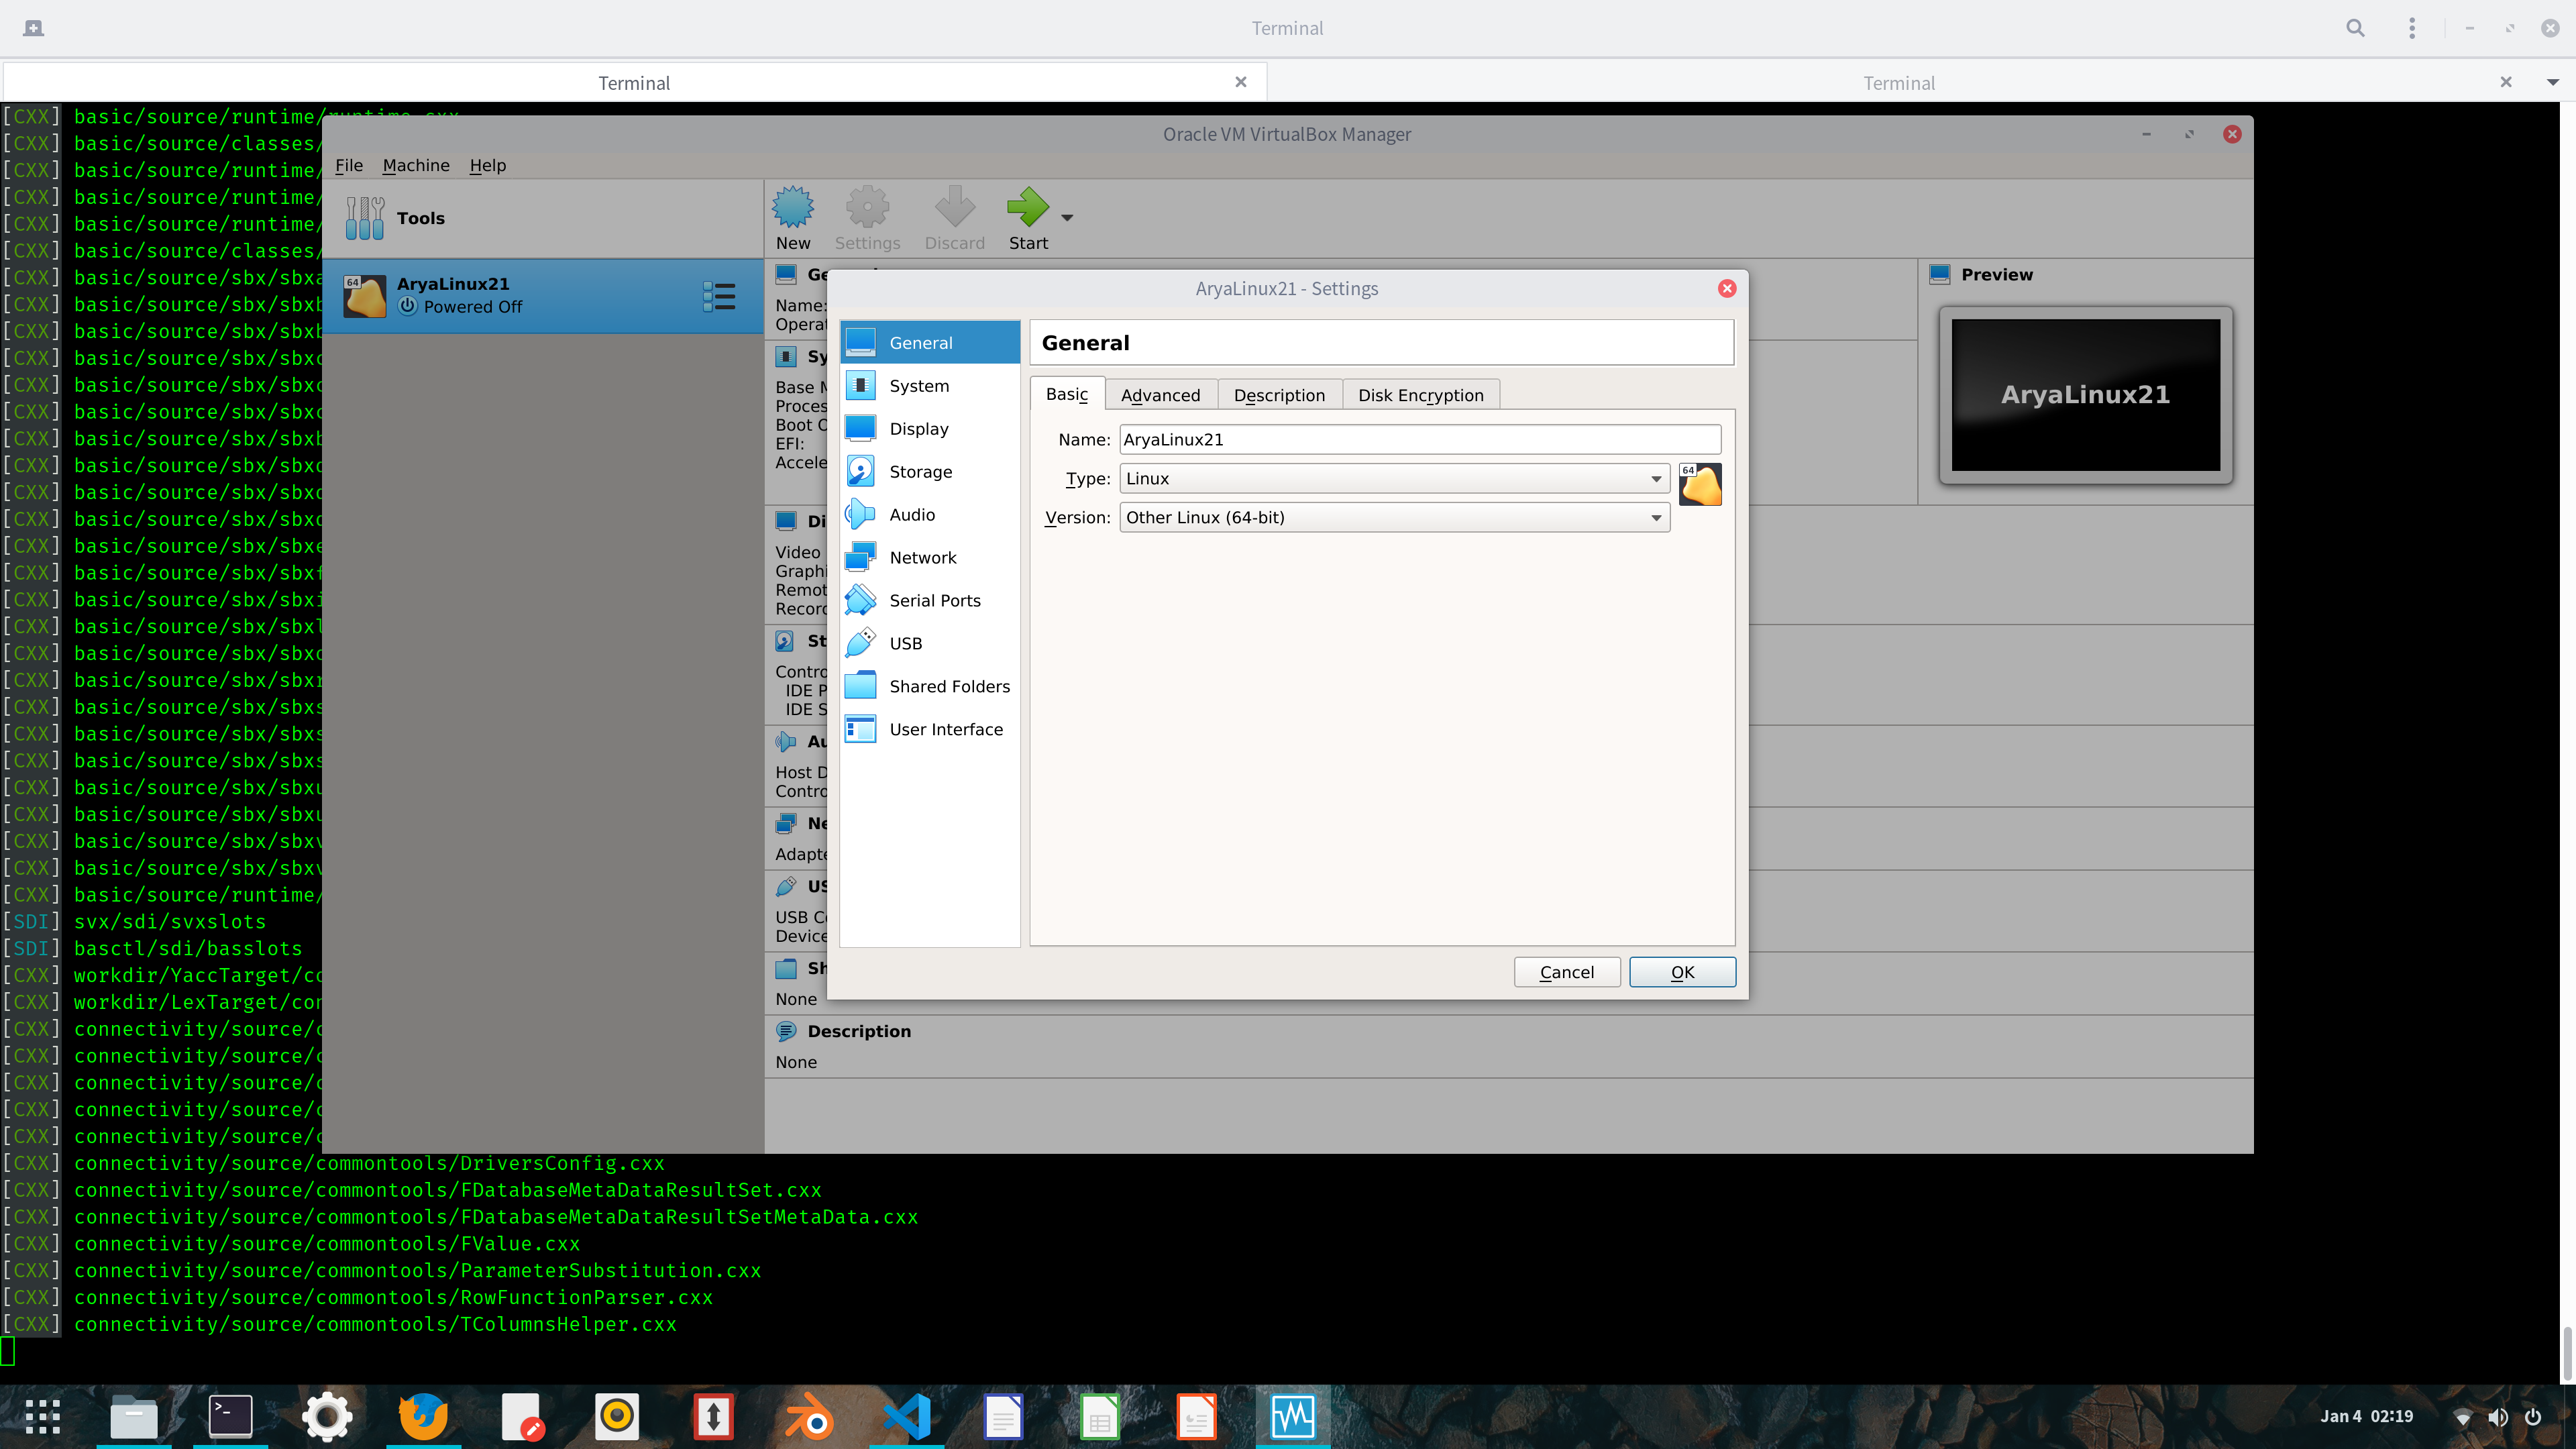 Terminal
Terminal
Terminal
[CXX] basic/source/runtime/runtime.cxx
[CXX] basic/source/classes/
[CXX] basic/source/runtime/
[CXX] basic/source/runtime/
[CXX] basic/source/runtime/
[CXX] basic/source/classes/
[CXX] basic/source/sbx/sbxa
[CXX] basic/source/sbx/sbxb
[CXX] basic/source/sbx/sbxb
[CXX] basic/source/sbx/sbxc
[CXX] basic/source/sbx/sbxc
[CXX] basic/source/sbx/sbxc
[CXX] basic/source/sbx/sbxb
[CXX] basic/source/sbx/sbxd
[CXX] basic/source/sbx/sbxd
[CXX] basic/source/sbx/sbxd
[CXX] basic/source/sbx/sbxe
[CXX] basic/source/sbx/sbxf
[CXX] basic/source/sbx/sbxi
[CXX] basic/source/sbx/sbxl
[CXX] basic/source/sbx/sbxo
[CXX] basic/source/sbx/sbxr
[CXX] basic/source/sbx/sbxs
[CXX] basic/source/sbx/sbxs
[CXX] basic/source/sbx/sbxs
[CXX] basic/source/sbx/sbxu
[CXX] basic/source/sbx/sbxu
[CXX] basic/source/sbx/sbxv
[CXX] basic/source/sbx/sbxv
[CXX] basic/source/runtime/
[SDI] svx/sdi/svxslots
[SDI] basctl/sdi/basslots
[CXX] workdir/YaccTarget/co
[CXX] workdir/LexTarget/con
[CXX] connectivity/source/c
[CXX] connectivity/source/c
[CXX] connectivity/source/c
[CXX] connectivity/source/c
[CXX] connectivity/source/c
[CXX] connectivity/source/commontools/DriversConfig.cxx
[CXX] connectivity/source/commontools/FDatabaseMetaDataResultSet.cxx
[CXX] connectivity/source/commontools/FDatabaseMetaDataResultSetMetaData.cxx
[CXX] connectivity/source/commontools/FValue.cxx
[CXX] connectivity/source/commontools/ParameterSubstitution.cxx
[CXX] connectivity/source/commontools/RowFunctionParser.cxx
[CXX] connectivity/source/commontools/TColumnsHelper.cxx
Oracle VM VirtualBox Manager
File Machine Help
Tools
64
AryaLinux21
Powered Off
New Settings Discard Start
Ge
Name:
Operat
Sy
Base M
Proces
Boot O
EFI:
Accele
Di
Video
Graphi
Remot
Record
St
Contro
IDE P
IDE S
Au
Host D
Contro
Ne
Adapte
US
USB Co
Device
Sh
None
Description
None
Preview
AryaLinux21
AryaLinux21 - Settings
General
System
Display
Storage
Audio
Network
Serial Ports
USB
Shared Folders
User Interface
General
Basic Advanced Description Disk Encryption
Name: AryaLinux21
Type: Linux
64
Version: Other Linux (64-bit)
Cancel OK
Jan 4 02:19